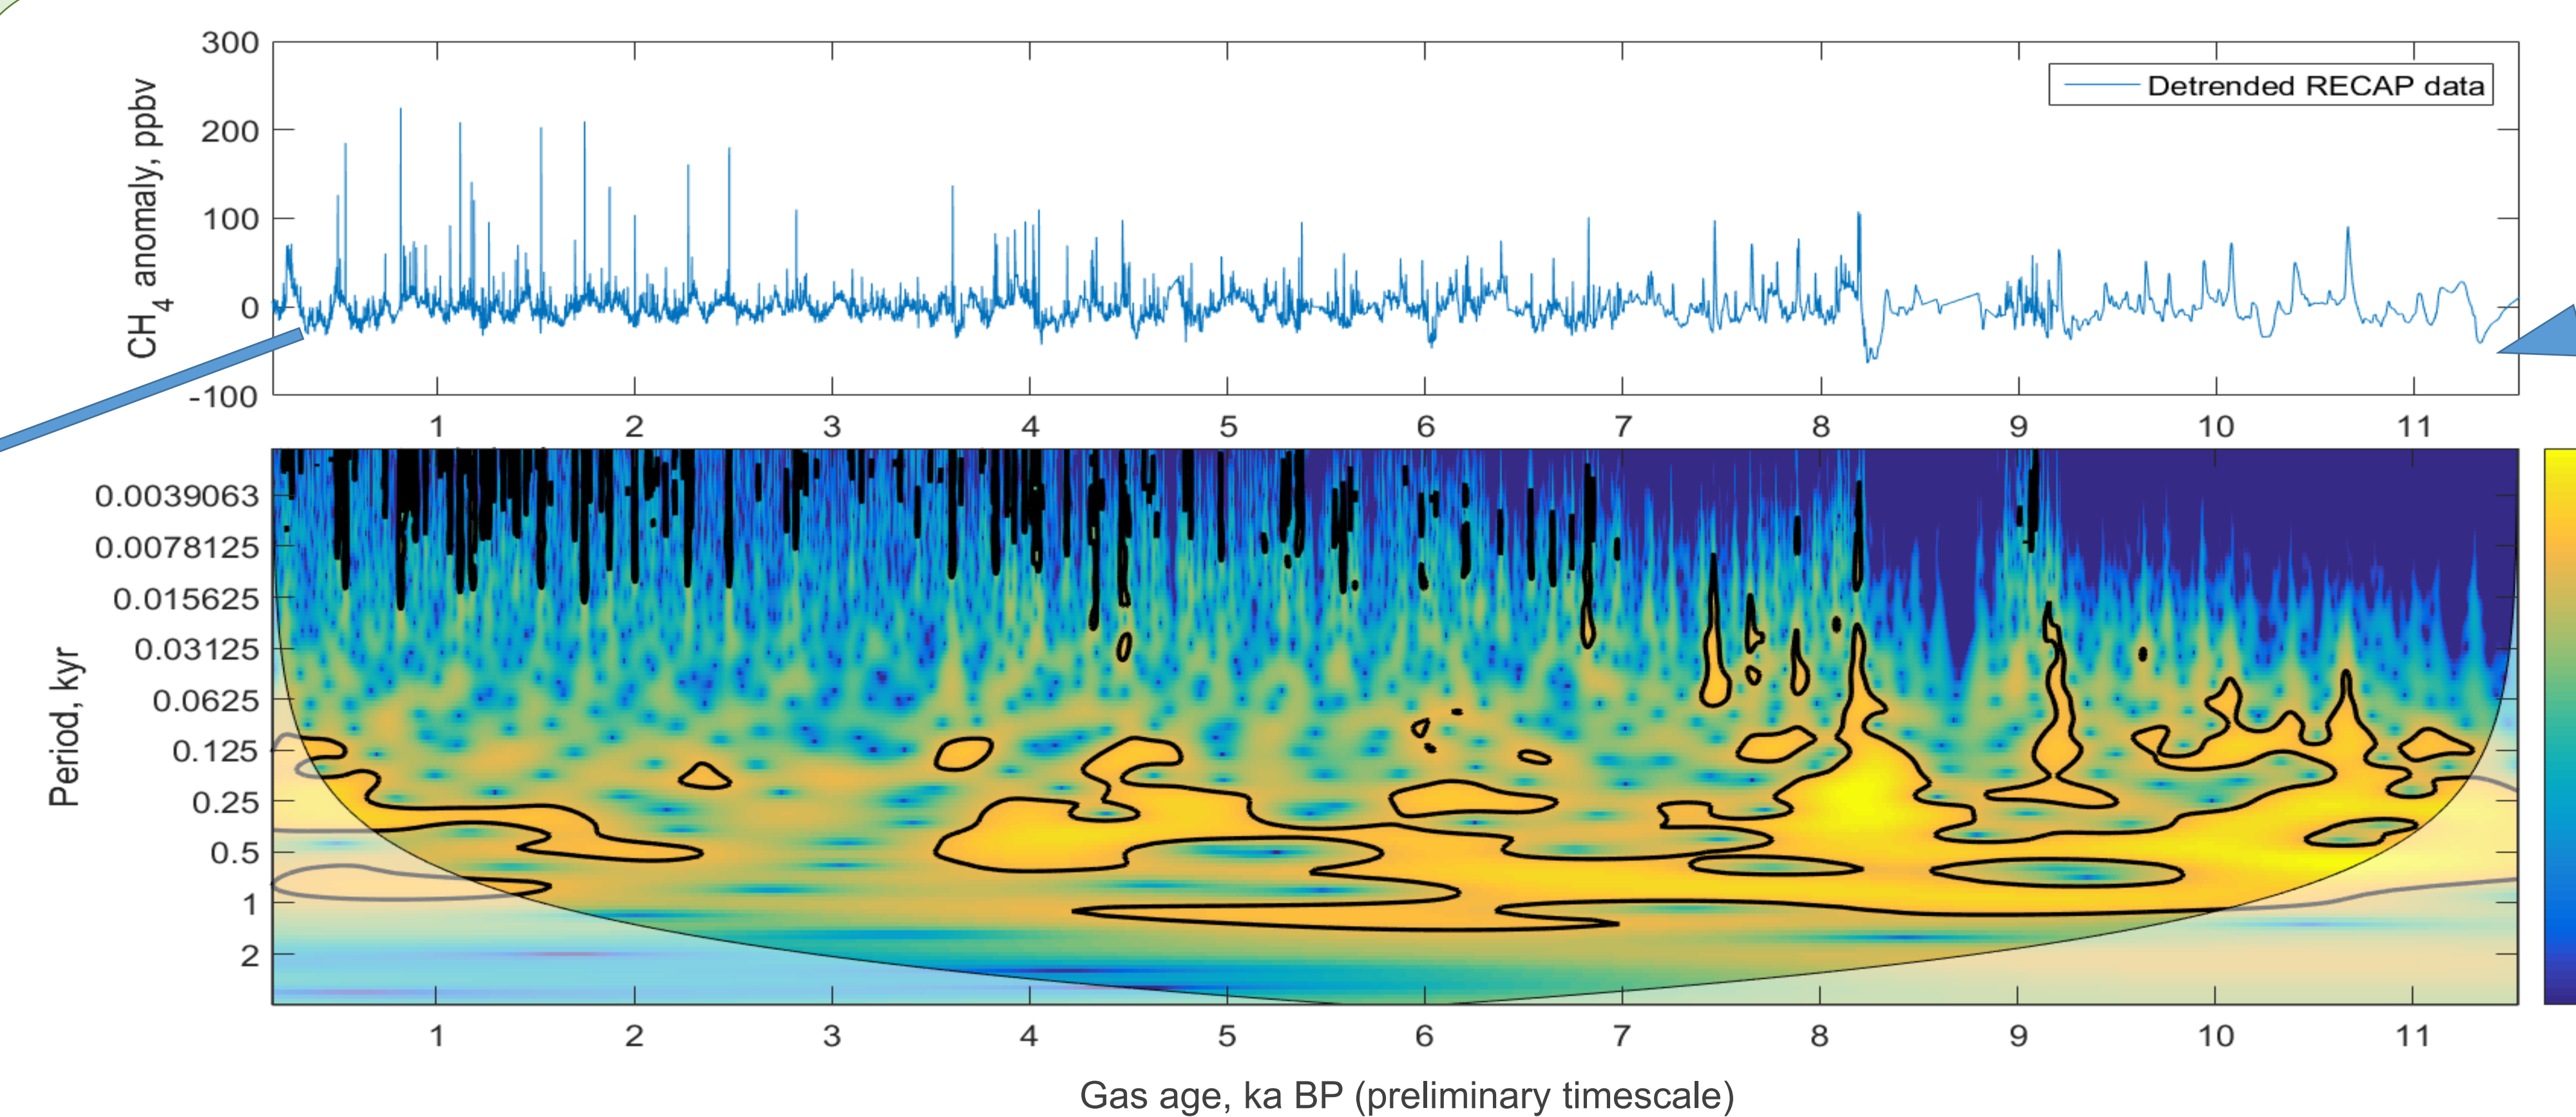 300
200
100
0
-100
CH4 anomaly, ppbv
Detrended RECAP data
1 2 3 4 5 6 7 8 9 10 11
0.0039063
0.0078125
0.015625
0.03125
0.0625
0.125
0.25
0.5
1
2
Period, kyr
1 2 3 4 5 6 7 8 9 10 11
Gas age, ka BP (preliminary timescale)